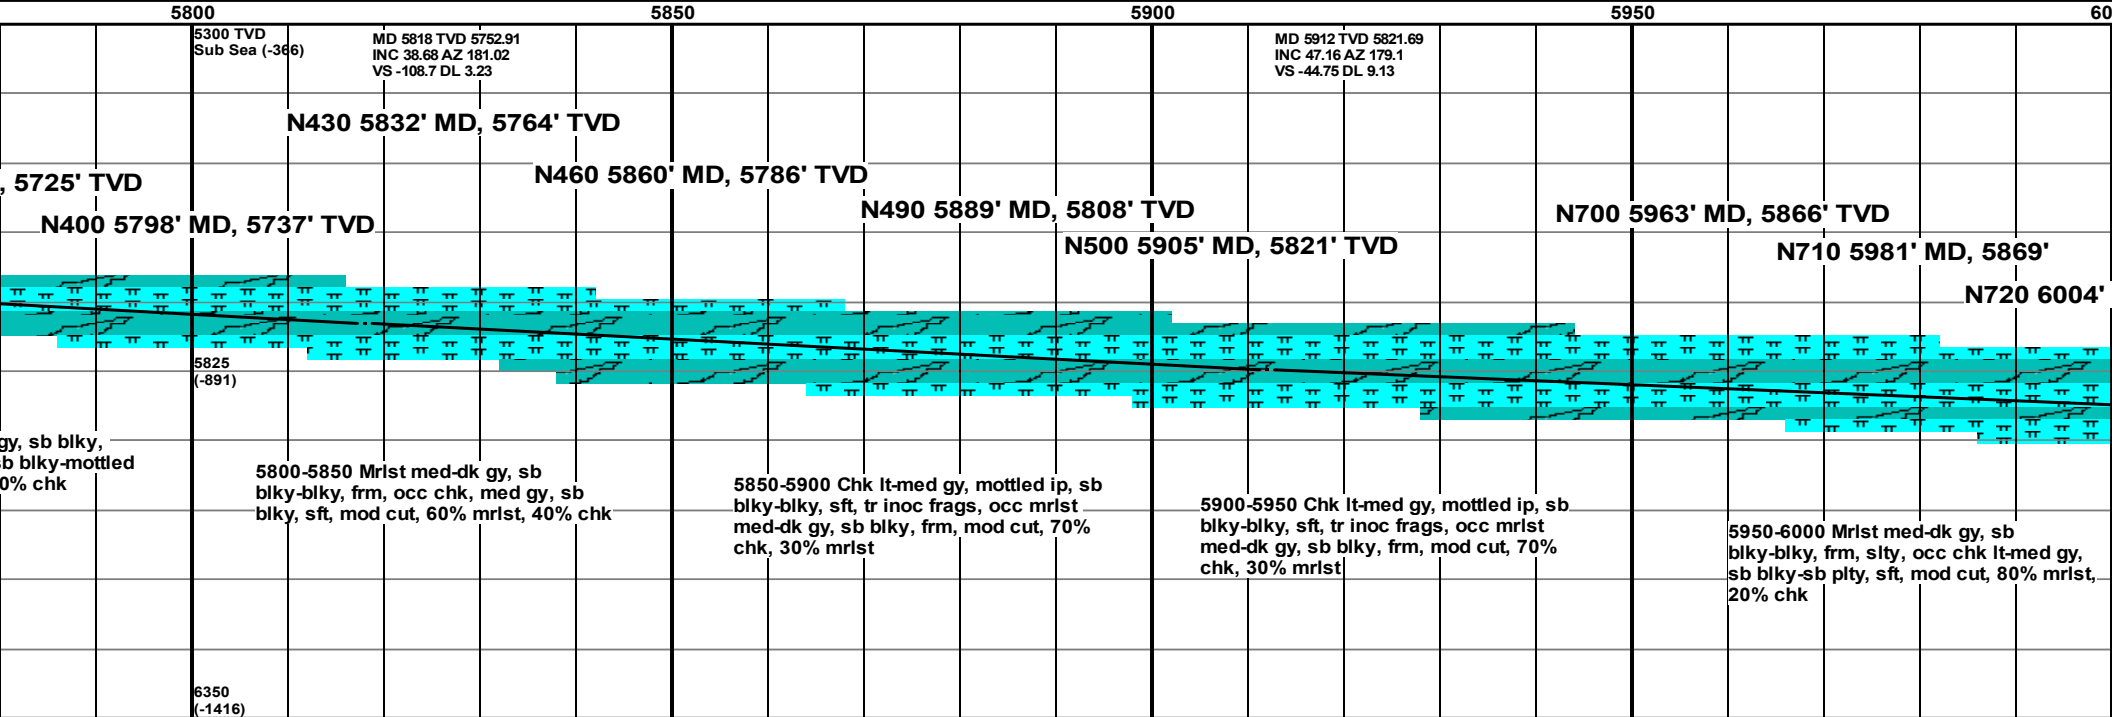 5800 5850 5900 5950 60
5300 TVD
Sub Sea (-366)
MD 5818 TVD 5752.91
INC 38.68 AZ 181.02
VS -108.7 DL 3.23
MD 5912 TVD 5821.69
INC 47.16 AZ 179.1
VS -44.75 DL 9.13
N430 5832' MD, 5764' TVD
N460 5860' MD, 5786' TVD
, 5725' TVD
N400 5798' MD, 5737' TVD
N490 5889' MD, 5808' TVD
N500 5905' MD, 5821' TVD
N700 5963' MD, 5866' TVD
N710 5981' MD, 5869'
N720 6004'
5825
(-891)
gy, sb blky,
sb blky-mottled
0% chk
5800-5850 Mrlst med-dk gy, sb
blky-blky, frm, occ chk, med gy, sb
blky, sft, mod cut, 60% mrlst, 40% chk
5850-5900 Chk lt-med gy, mottled ip, sb
blky-blky, sft, tr inoc frags, occ mrlst
med-dk gy, sb blky, frm, mod cut, 70%
chk, 30% mrlst
5900-5950 Chk lt-med gy, mottled ip, sb
blky-blky, sft, tr inoc frags, occ mrlst
med-dk gy, sb blky, frm, mod cut, 70%
chk, 30% mrlst
5950-6000 Mrlst med-dk gy, sb
blky-blky, frm, slty, occ chk lt-med gy,
sb blky-sb plty, sft, mod cut, 80% mrlst,
20% chk
6350
(-1416)